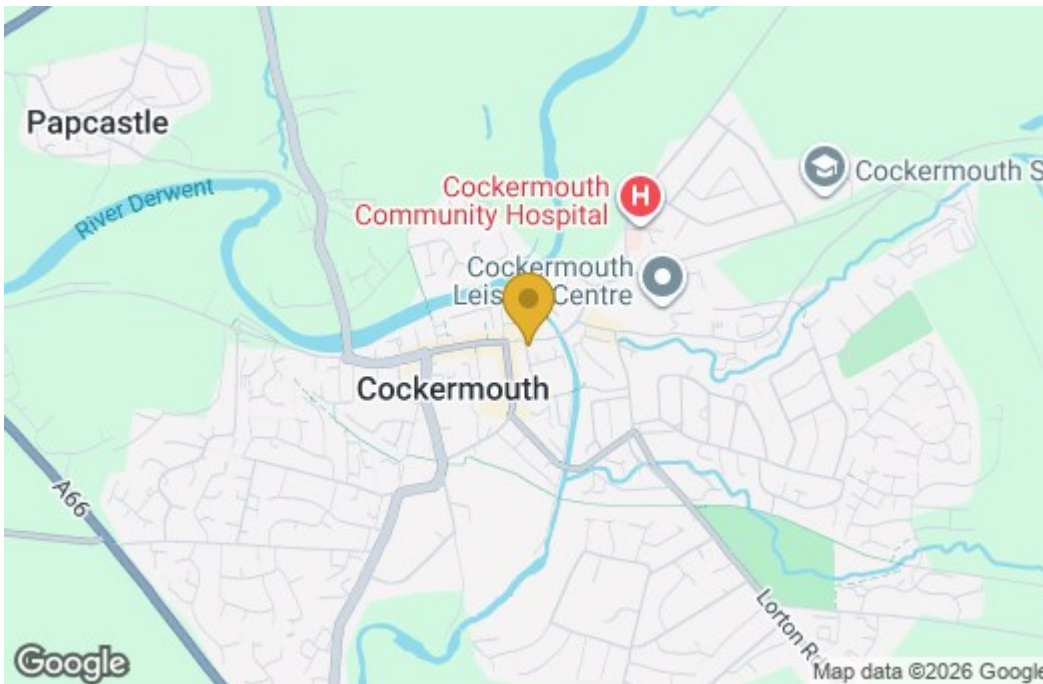 Papcastle
River Derwent
Cockermouth
Community Hospital
Cockermouth S
Cockermouth
Leis Centre
Cockermouth
A66
Lorton R
Google
Map data ©2026 Google